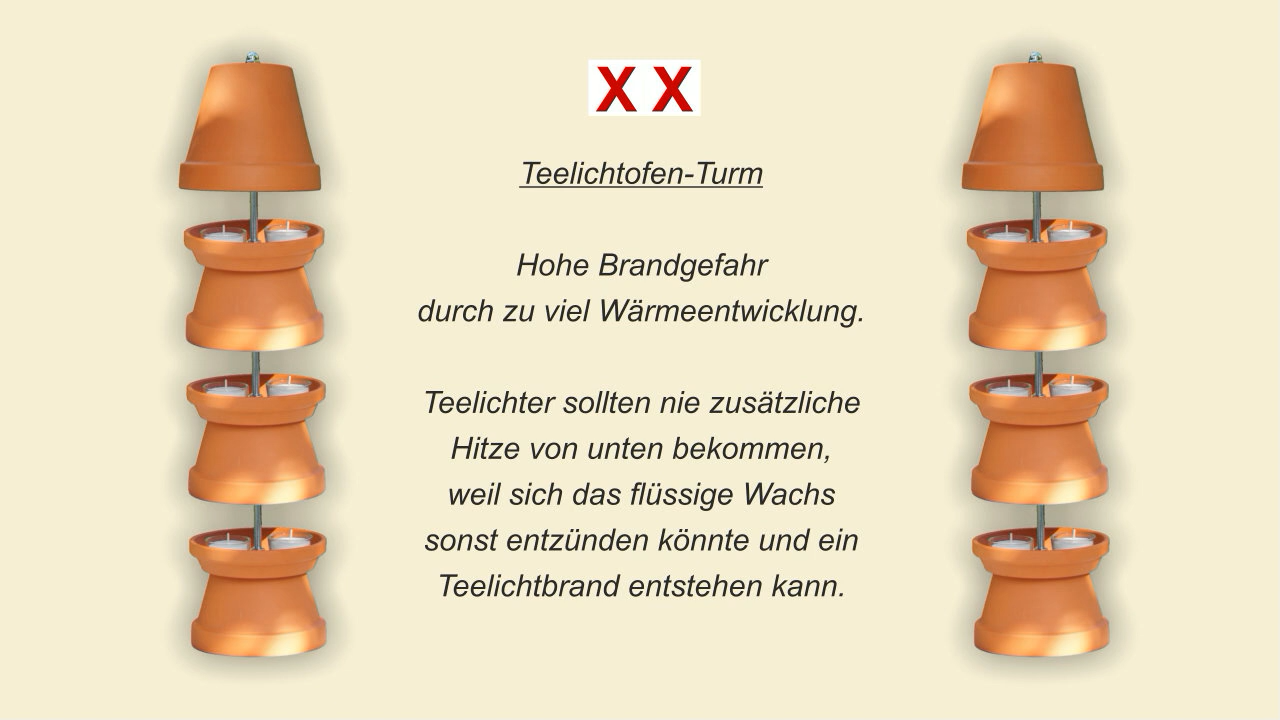 X X
Teelichtofen-Turm
Hohe Brandgefahr
durch zu viel Wärmeentwicklung.
Teelichter sollten nie zusätzliche
Hitze von unten bekommen,
weil sich das flüssige Wachs
sonst entzünden könnte und ein
Teelichtbrand entstehen kann.